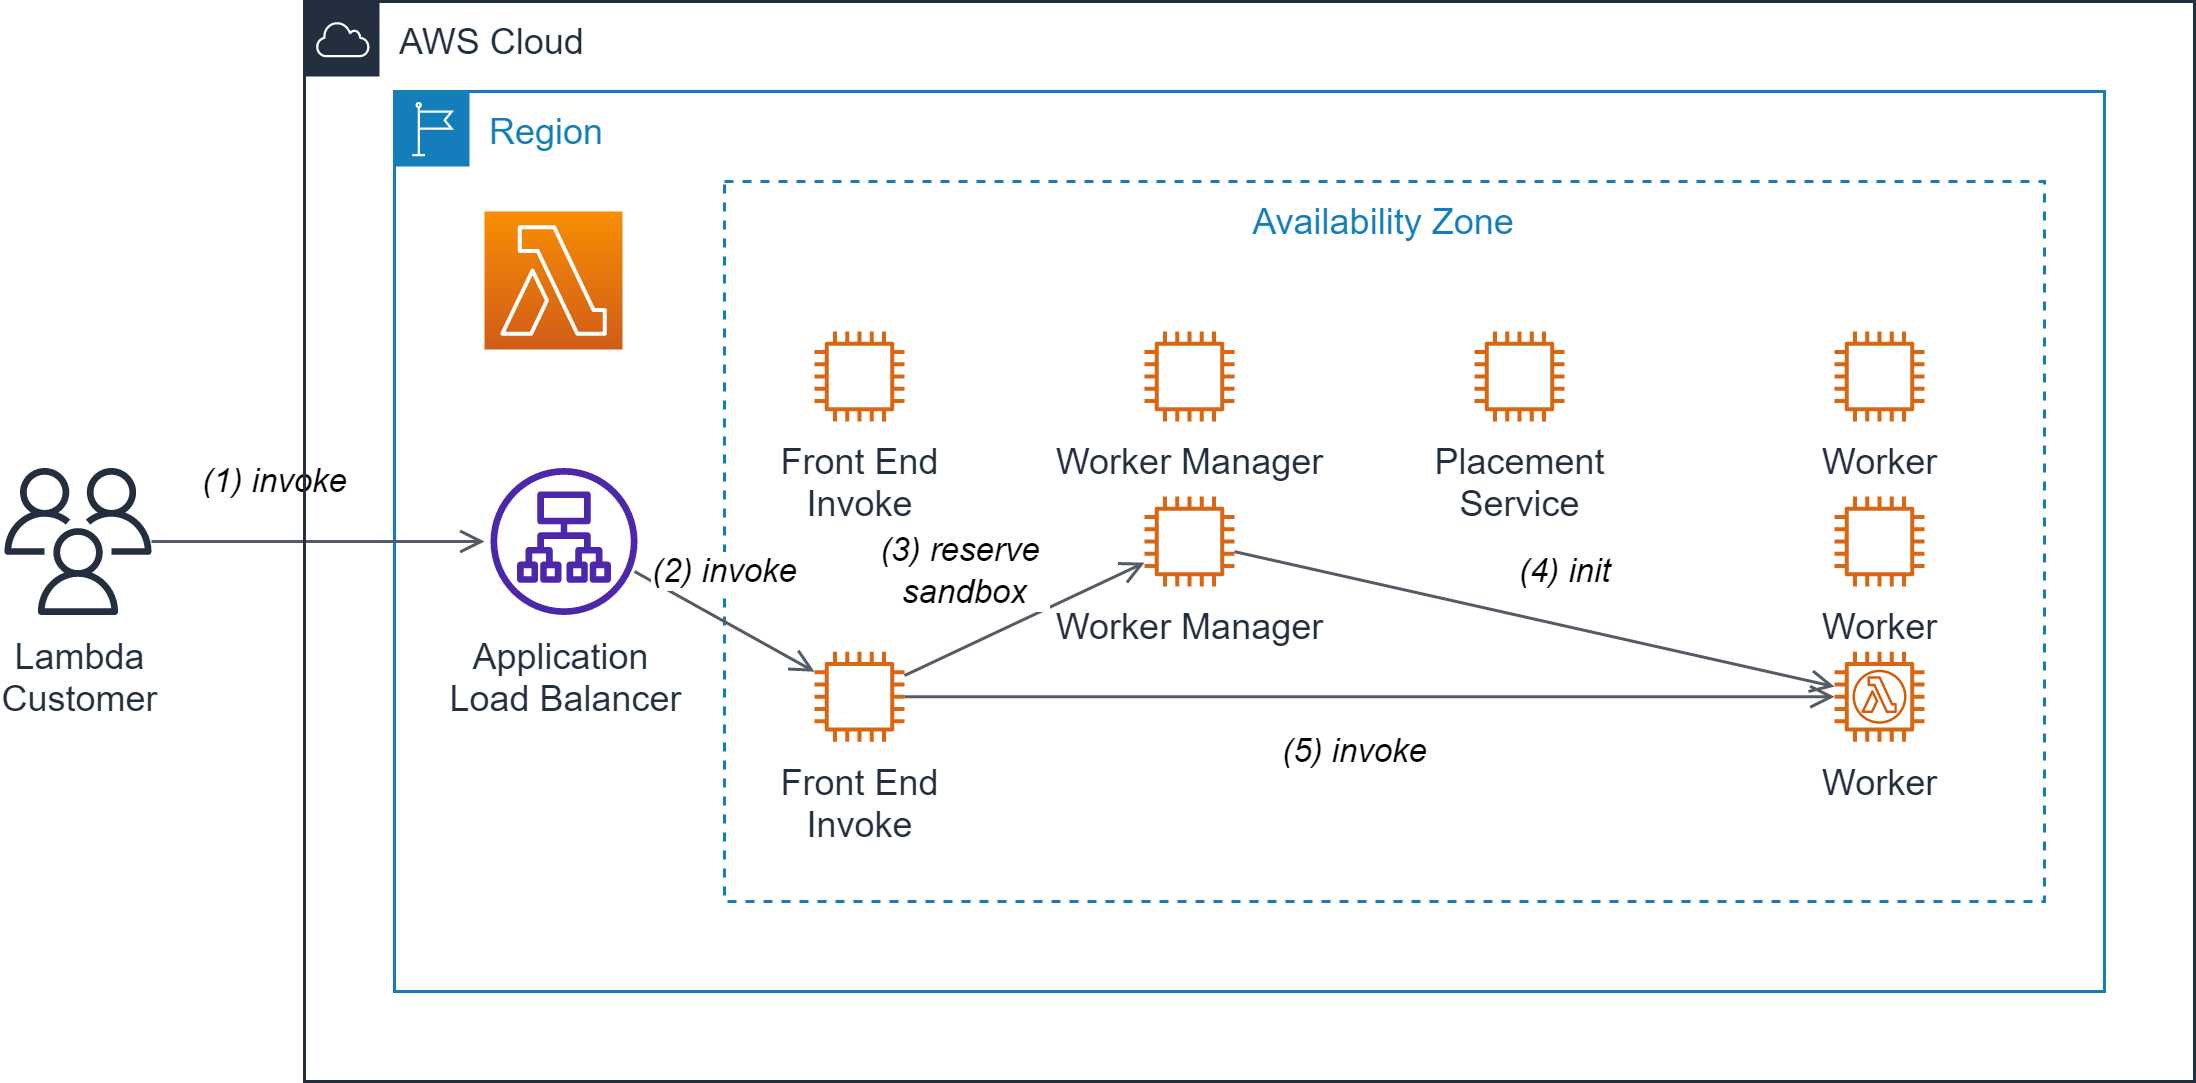 AWS Cloud
Region
Availability Zone
Front End
Invoke
Worker Manager
Placement
Service
Worker
(1) invoke
(2) invoke
(3) reserve
sandbox
Worker Manager
(4) init
Worker
Lambda
Customer
Application
Load Balancer
Front End
Invoke
(5) invoke
Worker